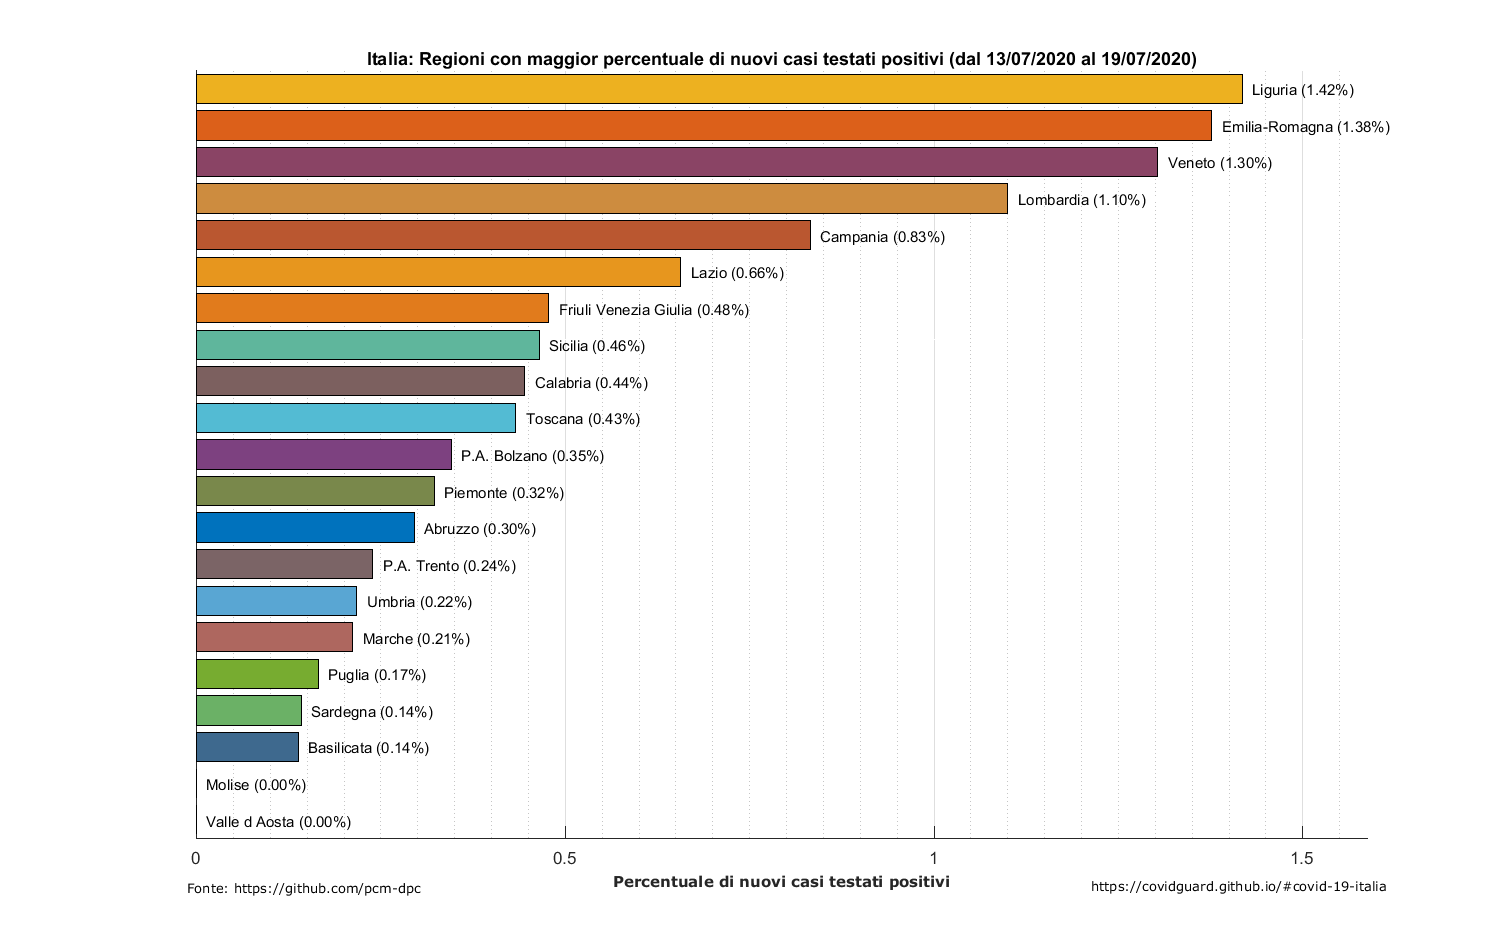 Italia: Regioni con maggior percentuale di nuovi casi testati positivi (dal 13/07/2020 al 19/07/2020)
Liguria (1.42%)
Emilia-Romagna (1.38%)
Veneto (1.30%)
Lombardia (1.10%)
Campania (0.83%)
Lazio (0.66%)
Friuli Venezia Giulia (0.48%)
Sicilia (0.46%)
Calabria (0.44%)
Toscana (0.43%)
P.A. Bolzano (0.35%)
Piemonte (0.32%)
Abruzzo (0.30%)
P.A. Trento (0.24%)
Umbria (0.22%)
Marche (0.21%)
Puglia (0.17%)
Sardegna (0.14%)
Basilicata (0.14%)
Molise (0.00%)
Valle d Aosta (0.00%)
0 0.5 1 1.5
Percentuale di nuovi casi testati positivi
Fonte: https://github.com/pcm-dpc
https://covidguard.github.io/#covid-19-italia